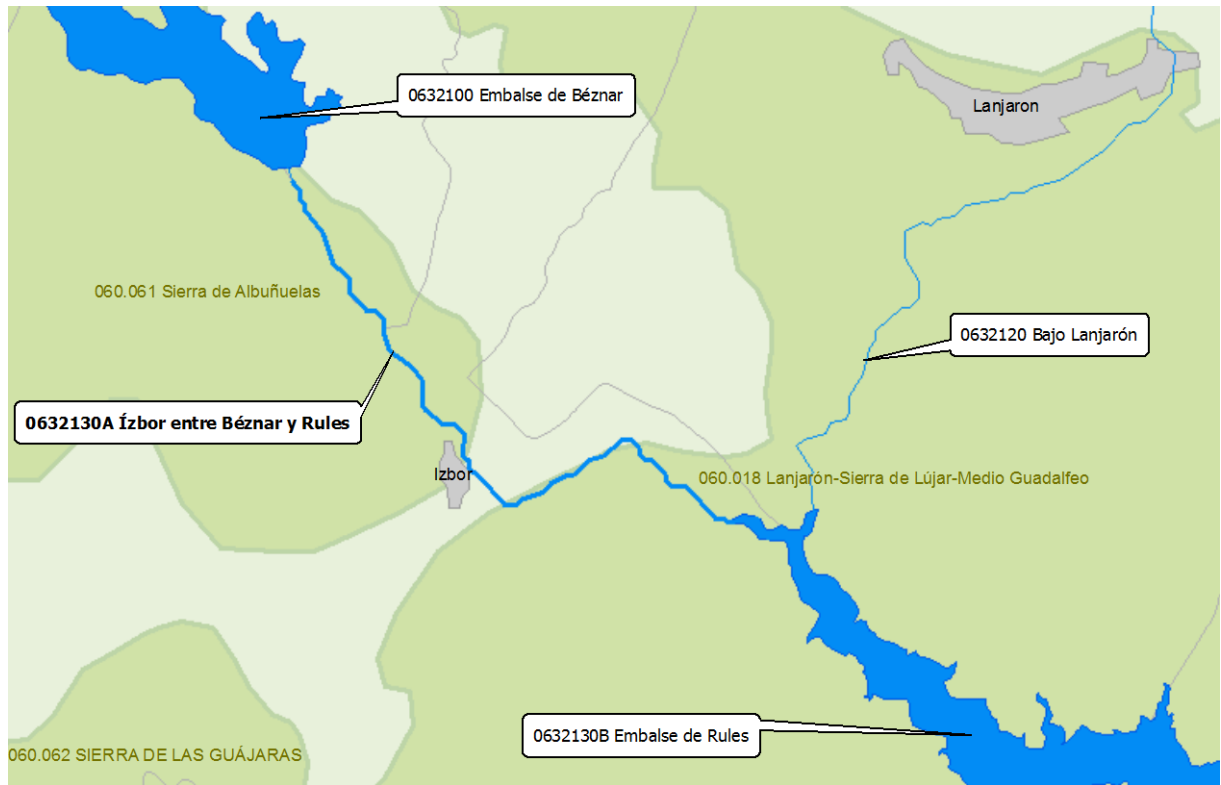 0632100 Embalse de Béznar
Lanjaron
060.061 Sierra de Albuñuelas
0632120 Bajo Lanjarón
0632130A Ízbor entre Béznar y Rules
Izbor
060.018 Lanjarón-Sierra de Lújar-Medio Guadalfeo
0632130B Embalse de Rules
060.062 SIERRA DE LAS GUÁJARAS